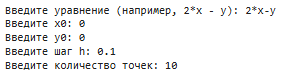 Введите уравнение (например, 2*x - y): 2*x-y
Введите x0: 0
Введите y0: 0
Введите шаг h: 0.1
Введите количество точек: 10